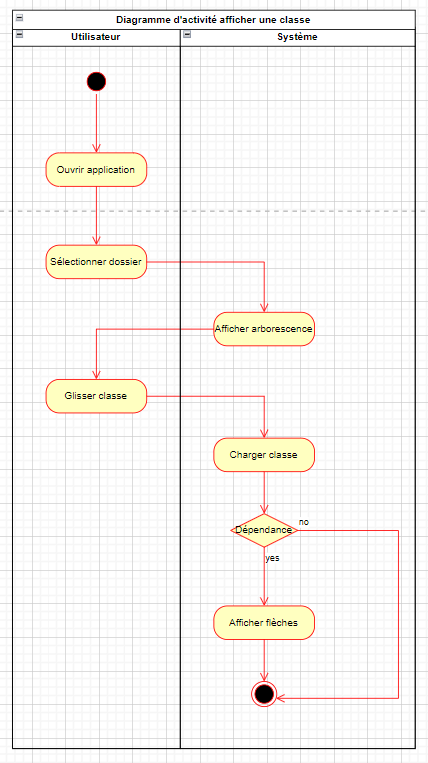 Diagramme d'activité afficher une classe
Utilisateur
Système
Ouvrir application
Sélectionner dossier
Afficher arborescence
Glisser classe
Charger classe
Dépendance
no
yes
Afficher flèches